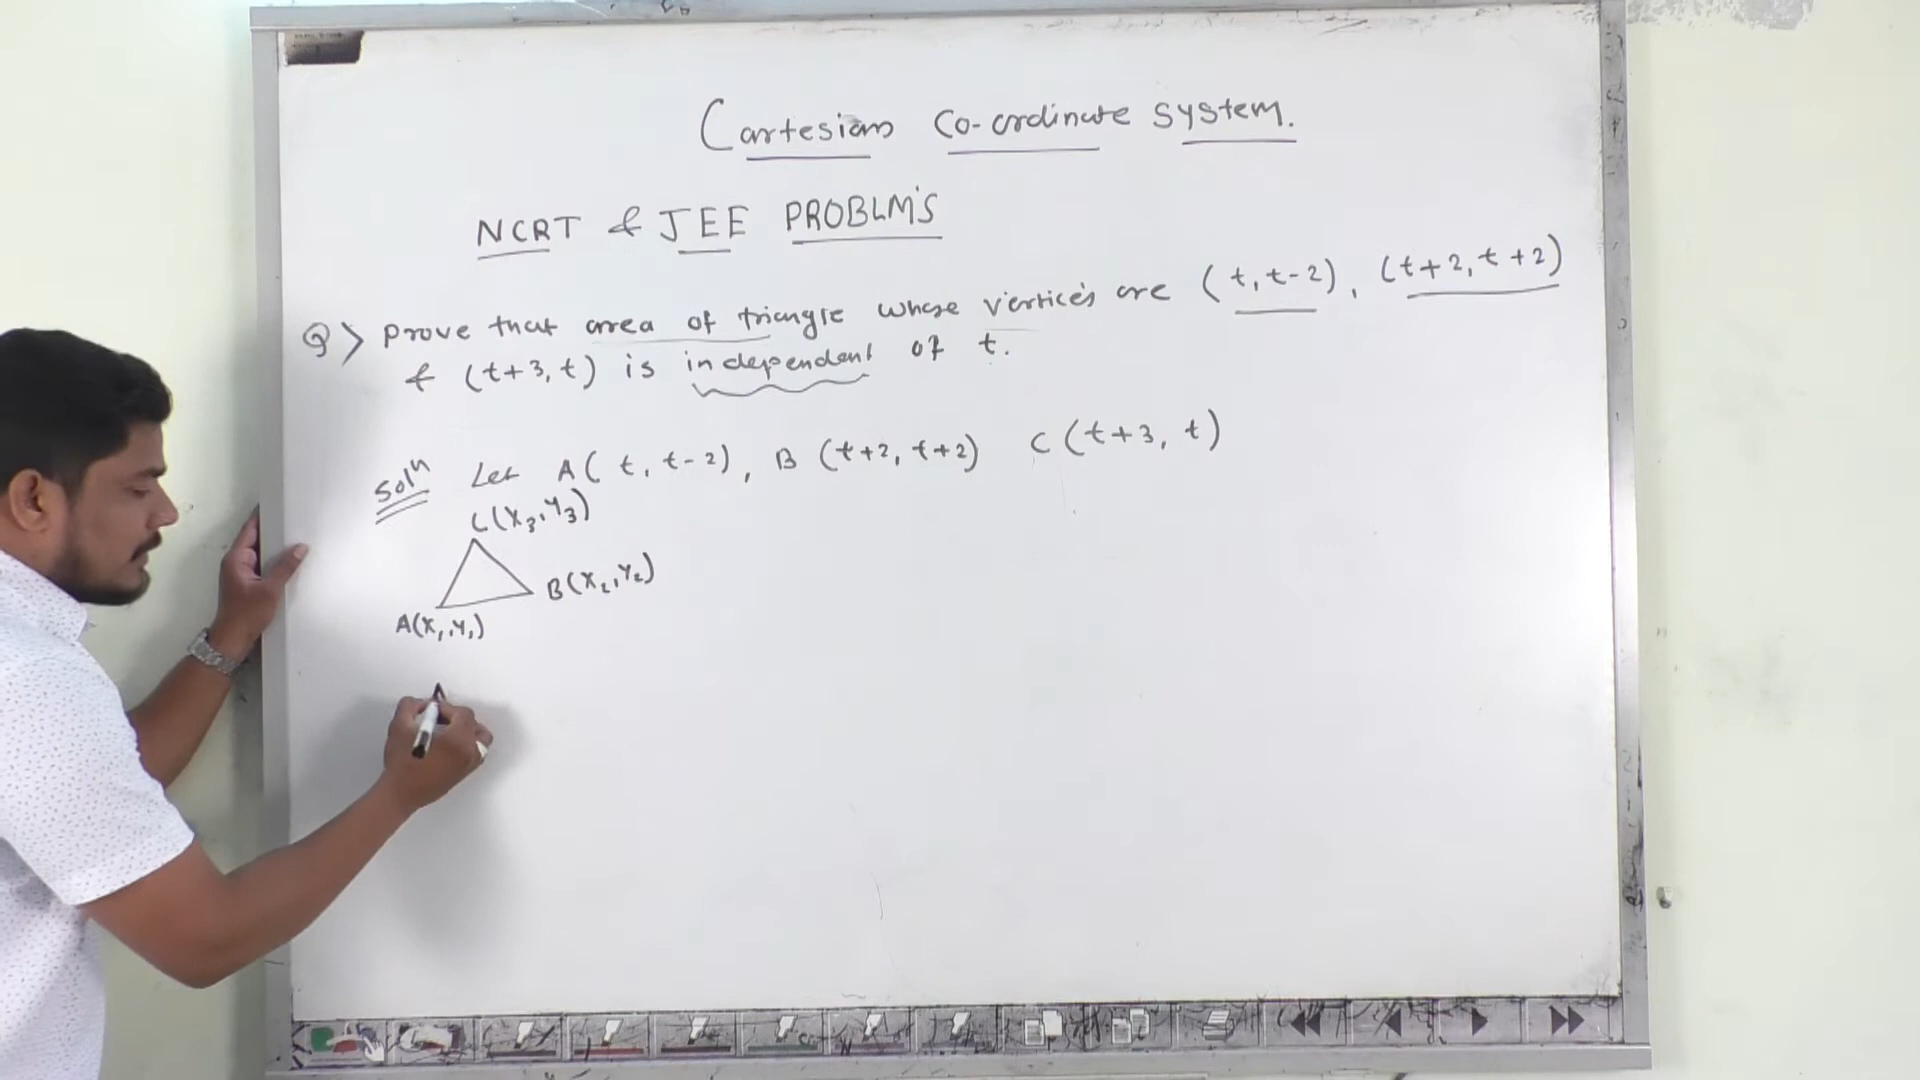 Cartesian Co-ordinate system.
NCRT & JEE PROBLM'S
Q> prove that area of triangle whose vertices are (t, t-2), (t+2, t+2)
& (t+3, t) is independent of t.
Solⁿ Let A( t, t-2), B (t+2, t+2) C (t+3, t)
C(x₃, y₃)
B(x₂, y₂)
A(x₁, y₁)